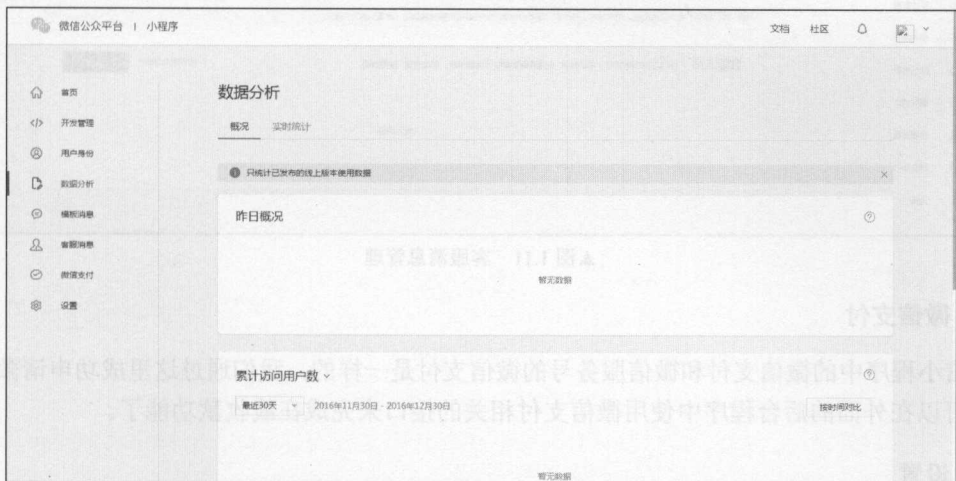 微信公众平台 | 小程序
文档 社区
首页
开发管理
用户身份
数据分析
模板消息
客服消息
微信支付
设置
数据分析
概况 实时统计
只统计已发布的线上版本使用数据
昨日概况
暂无数据
累计访问用户数
最近30天 2016年11月30日 - 2016年12月30日
按时间对比
暂无数据